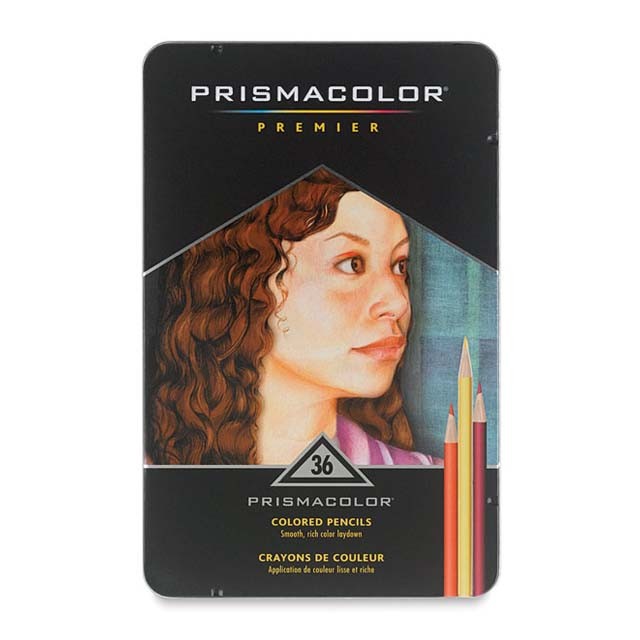 PRISMACOLOR®
PREMIER
36
PRISMACOLOR®
COLORED PENCILS
Smooth, rich color laydown
CRAYONS DE COULEUR
Application de couleur lisse et riche